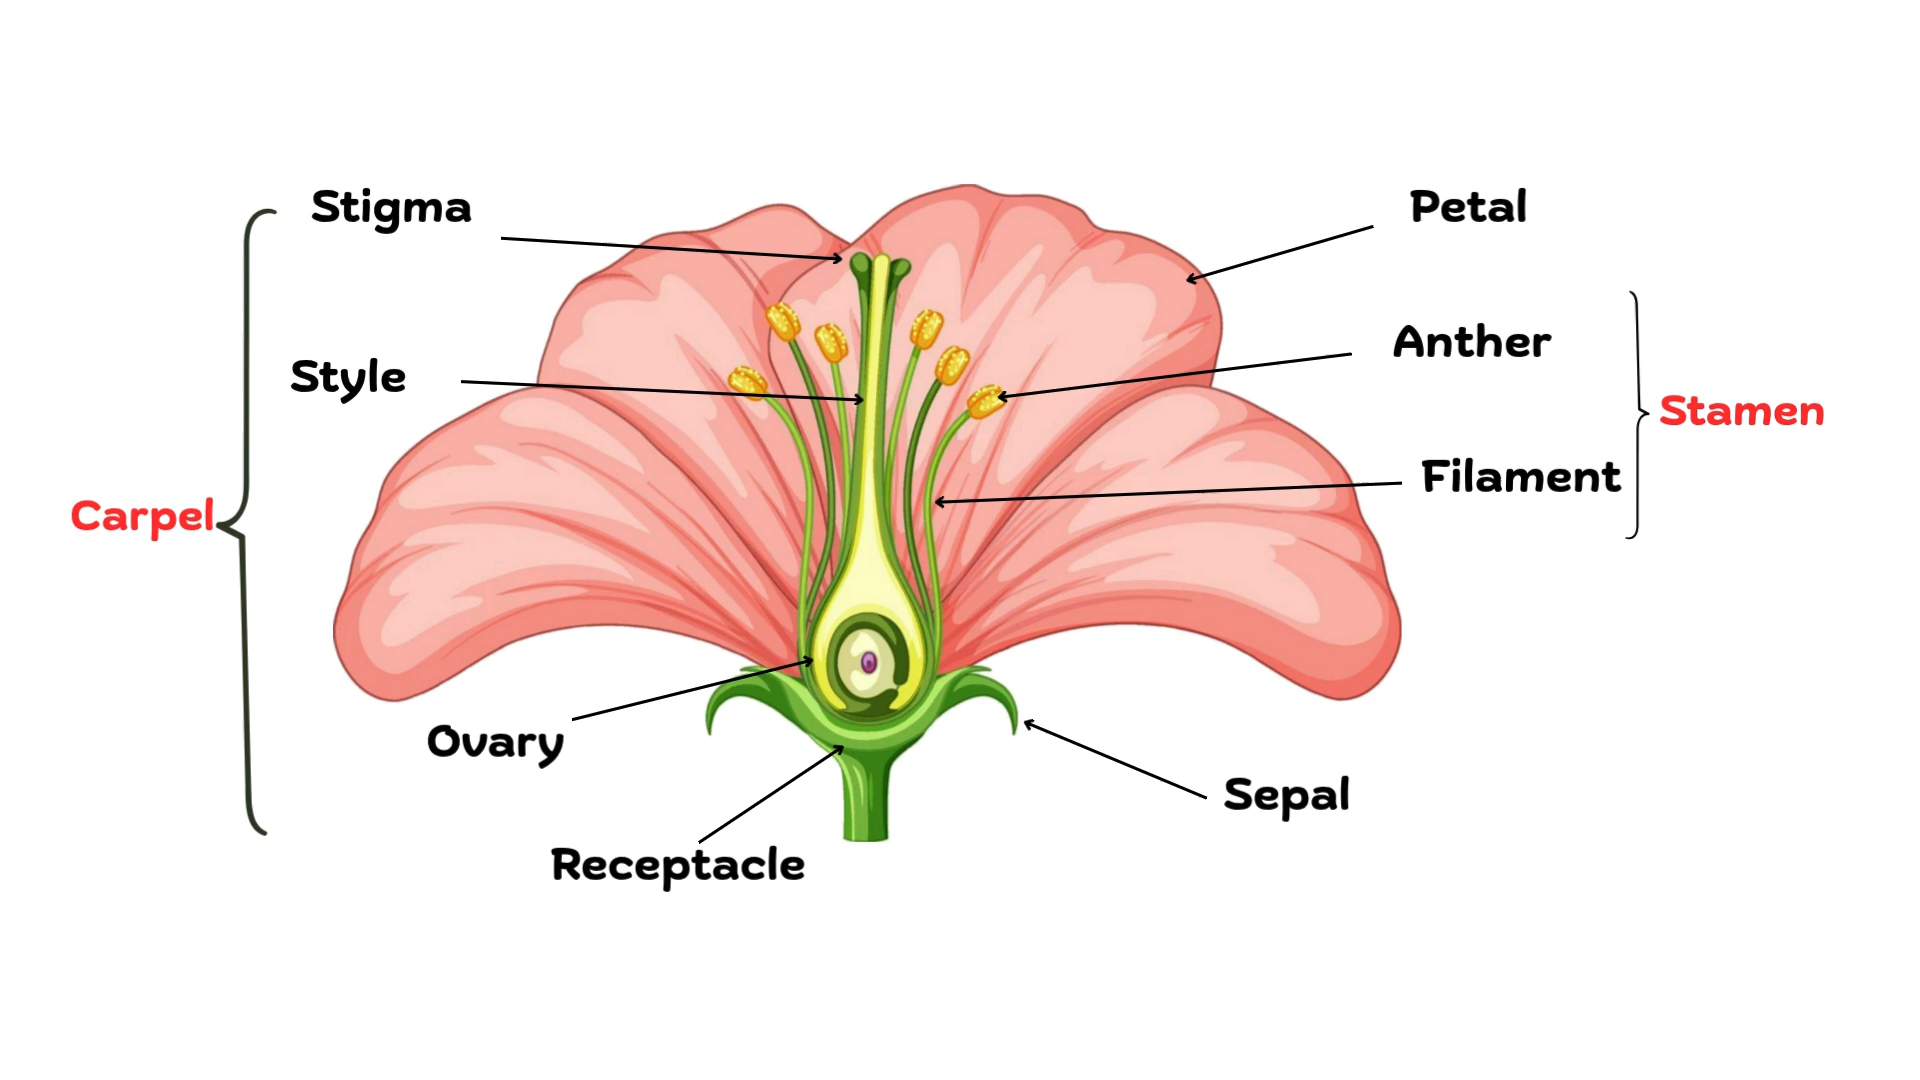 Stigma
Petal
Anther
Style
Stamen
Filament
Carpel
Ovary
Sepal
Receptacle